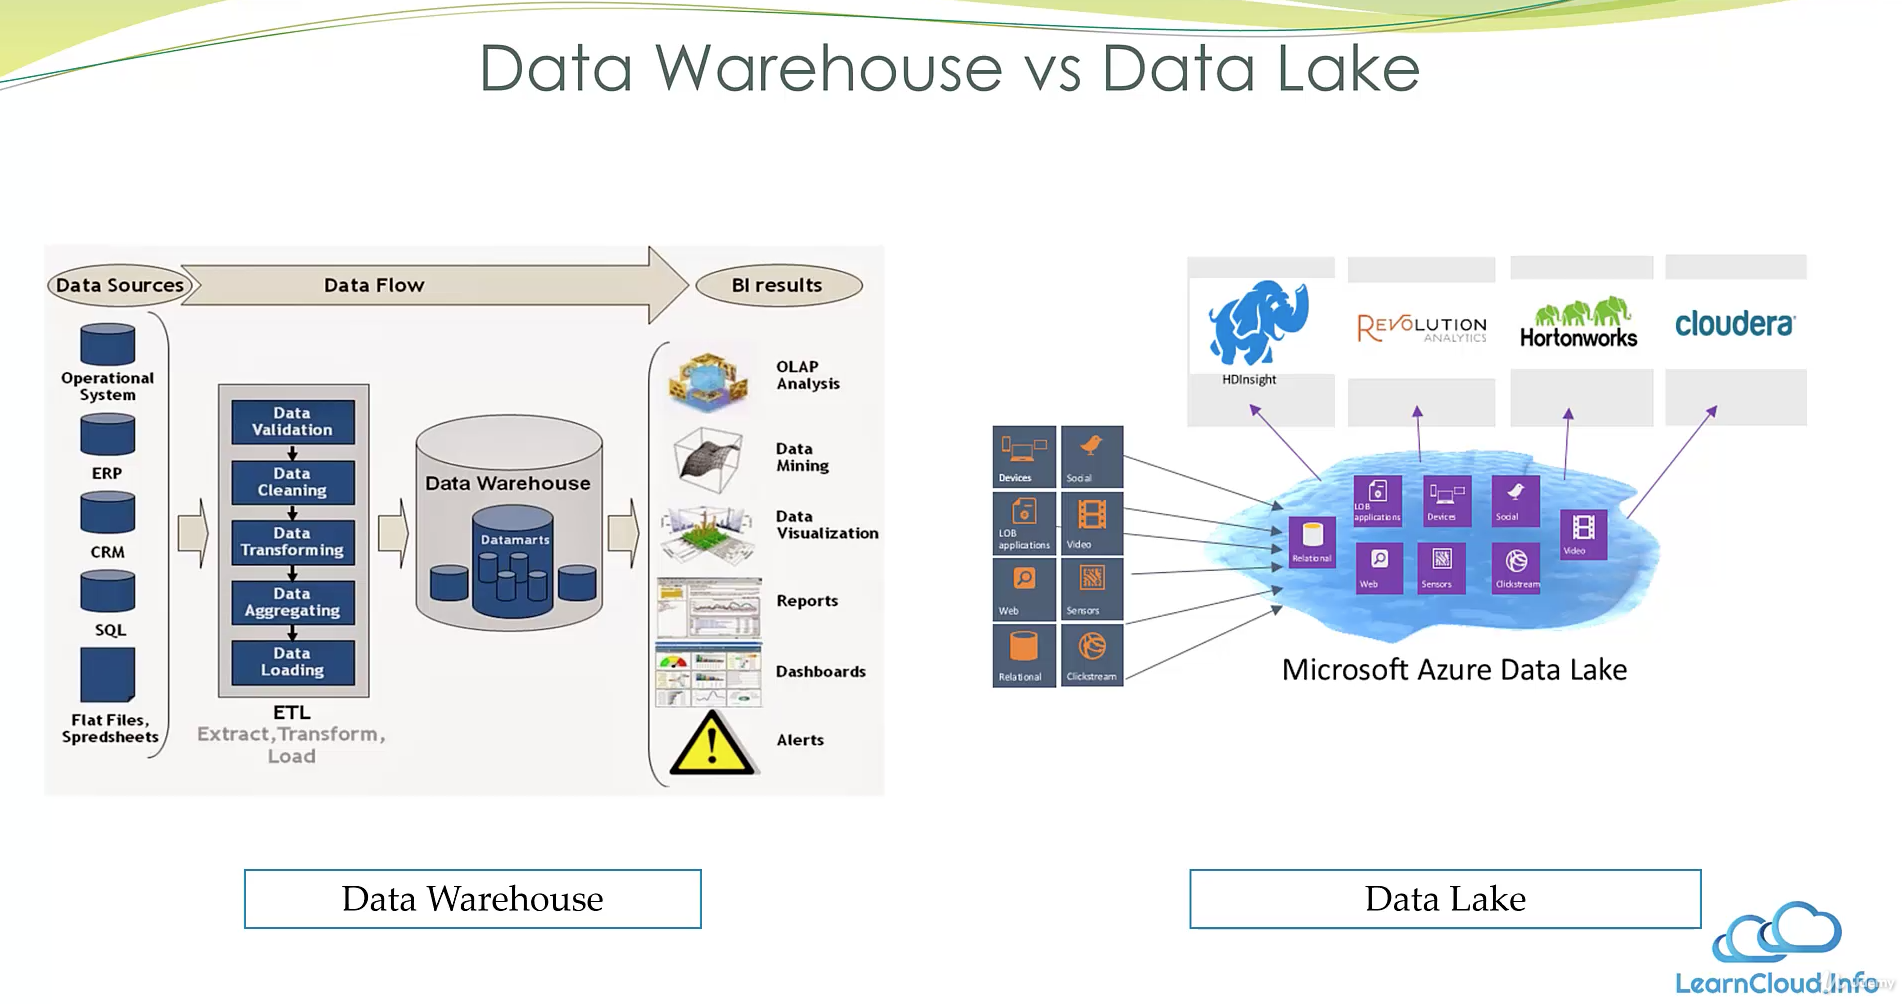 Data Warehouse vs Data Lake
Data Sources
Data Flow
BI results
Operational
System
ERP
CRM
SQL
Flat Files,
Spredsheets
Data
Validation
Data
Cleaning
Data
Transforming
Data
Aggregating
Data
Loading
ETL
Extract,Transform,
Load
Data Warehouse
Datamarts
OLAP
Analysis
Data
Mining
Data
Visualization
Reports
Dashboards
Alerts
Data Warehouse
HDInsight
REVOLUTION
ANALYTICS
Hortonworks
cloudera
Devices
Social
LOB
applications
Video
Web
Sensors
Relational
Clickstream
Relational
LOB
applications
Devices
Social
Video
Web
Sensors
Clickstream
Microsoft Azure Data Lake
Data Lake
LearnCloud.Info
Udemy